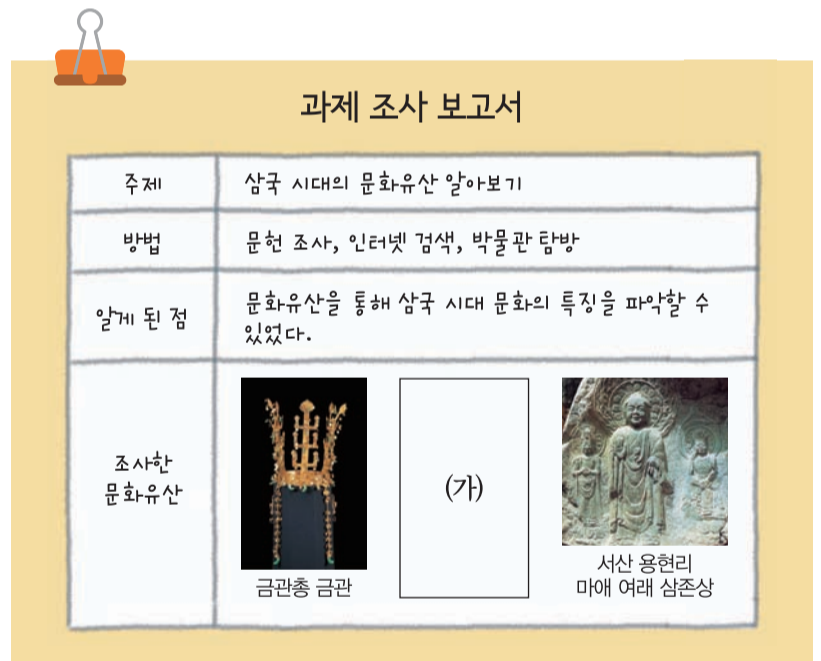 과제 조사 보고서
주제
삼국 시대의 문화유산 알아보기
방법
문헌 조사, 인터넷 검색, 박물관 탐방
알게 된 점
문화유산을 통해 삼국 시대 문화의 특징을 파악할 수
있었다.
조사한
문화유산
금관총 금관
(가)
서산 용현리
마애 여래 삼존상